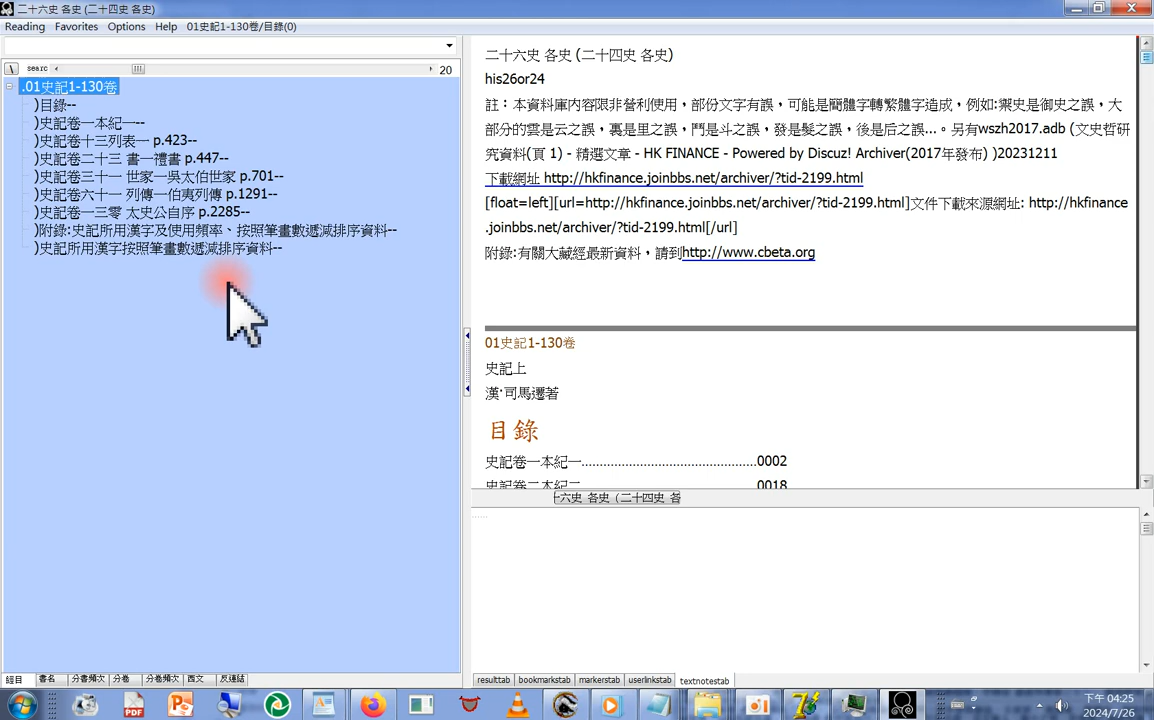 二十六史 各史 (二十四史 各史)
Reading Favorites Options Help 01史記1-130卷/目錄(0)
searc 20
.01史記1-130卷
)目錄--
)史記卷一本紀一--
)史記卷十三列表一 p.423--
)史記卷二十三 書一禮書 p.447--
)史記卷三十一 世家一吳太伯世家 p.701--
)史記卷六十一 列傳一伯夷列傳 p.1291--
)史記卷一三零 太史公自序 p.2285--
)附錄:史記所用漢字及使用頻率、按照筆畫數遞減排序資料--
)史記所用漢字按照筆畫數遞減排序資料--
經目 書名 分書頻次 分卷 分卷頻次 西文 反連結
二十六史 各史 (二十四史 各史)
his26or24
註：本資料庫内容限非營利使用，部份文字有誤，可能是簡體字轉繁體字造成，例如:禦史是御史之誤，大
部分的雲是云之誤，裏是里之誤，鬥是斗之誤，發是髮之誤，後是后之誤...。另有wszh2017.adb (文史哲研
究資料(頁 1) - 精選文章 - HK FINANCE - Powered by Discuz! Archiver(2017年發布) )20231211
下載網址 http://hkfinance.joinbbs.net/archiver/?tid-2199.html
[float=left][url=http://hkfinance.joinbbs.net/archiver/?tid-2199.html]文件下載來源網址: http://hkfinance
.joinbbs.net/archiver/?tid-2199.html[/url]
附錄:有關大藏經最新資料，請到http://www.cbeta.org
01史記1-130卷
史記上
漢‧司馬遷著
目錄
史記卷一本紀一...............................................0002
史記卷二本紀二...............................................0018
六史 各史（二十四史 各
resulttab bookmarkstab markerstab userlinkstab textnotestab
下午 04:25
2024/7/26